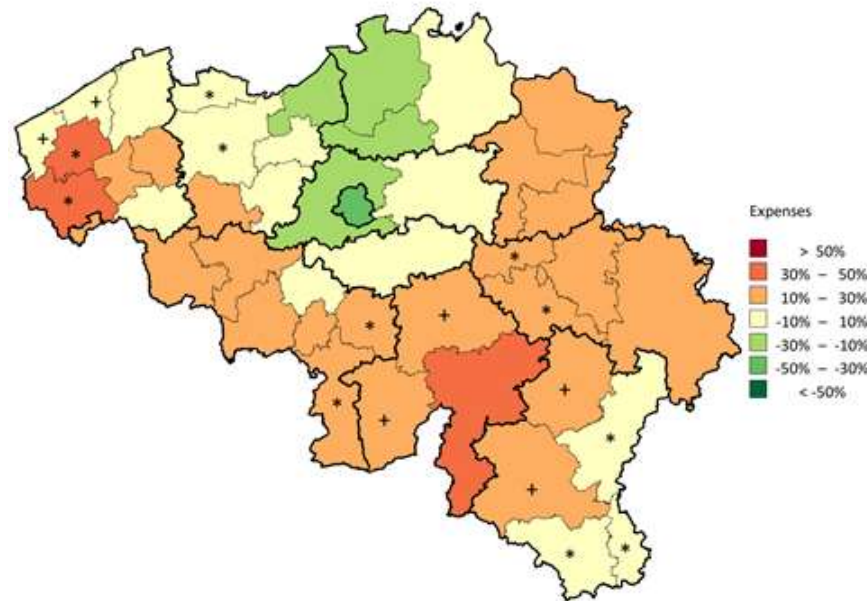 Expenses
> 50%
30% – 50%
10% – 30%
-10% – 10%
-30% – -10%
-50% – -30%
< -50%